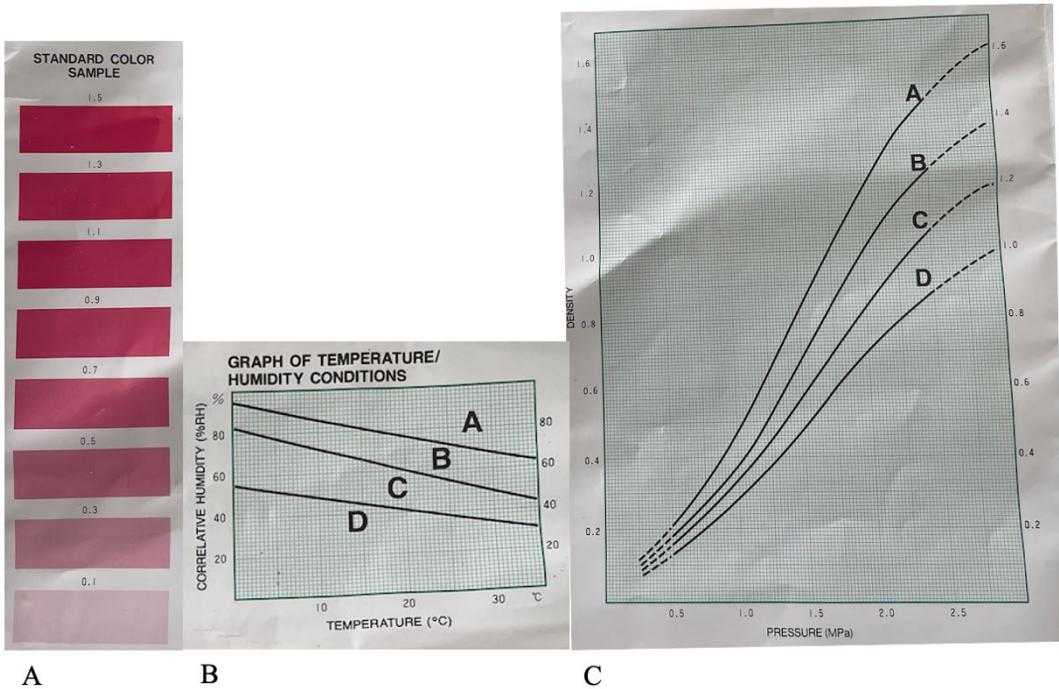 STANDARD COLOR
SAMPLE
1.5
1.3
1.1
0.9
0.7
0.5
0.3
0.1
A
GRAPH OF TEMPERATURE/
HUMIDITY CONDITIONS
%
80
60
40
20
CORRELATIVE HUMIDITY (%RH)
A
B
C
D
80
60
40
20
10
20
30
°C
TEMPERATURE (°C)
B
1.6
1.4
1.2
1.0
0.8
0.6
0.4
0.2
DENSITY
A
B
C
D
1.6
1.4
1.2
1.0
0.8
0.6
0.4
0.2
0.5
1.0
1.5
2.0
2.5
PRESSURE (MPa)
C